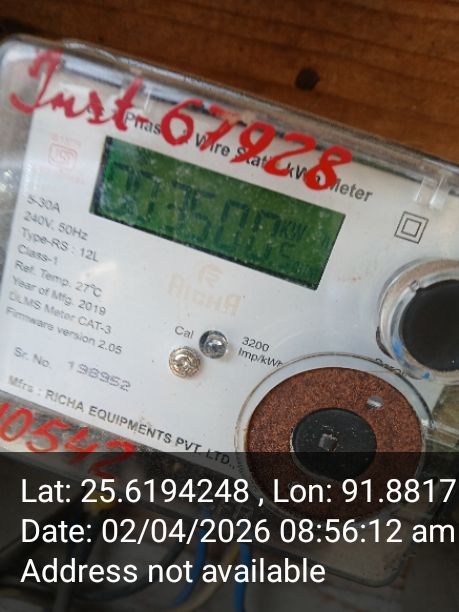 Inst-67928
Phase Wire Static kWh Meter
5-30A
240V, 50Hz
Type-RS : 12L
Class-1
Ref. Temp. 27°C
Year of Mfg. 2019
DLMS Meter CAT-3
Firmware version 2.05
RICHA
Cal
3200
Imp/kWh
Sr. No. 198952
Mfrs : RICHA EQUIPMENTS PVT. LTD.,
10542
Lat: 25.6194248 , Lon: 91.8817
Date: 02/04/2026 08:56:12 am
Address not available